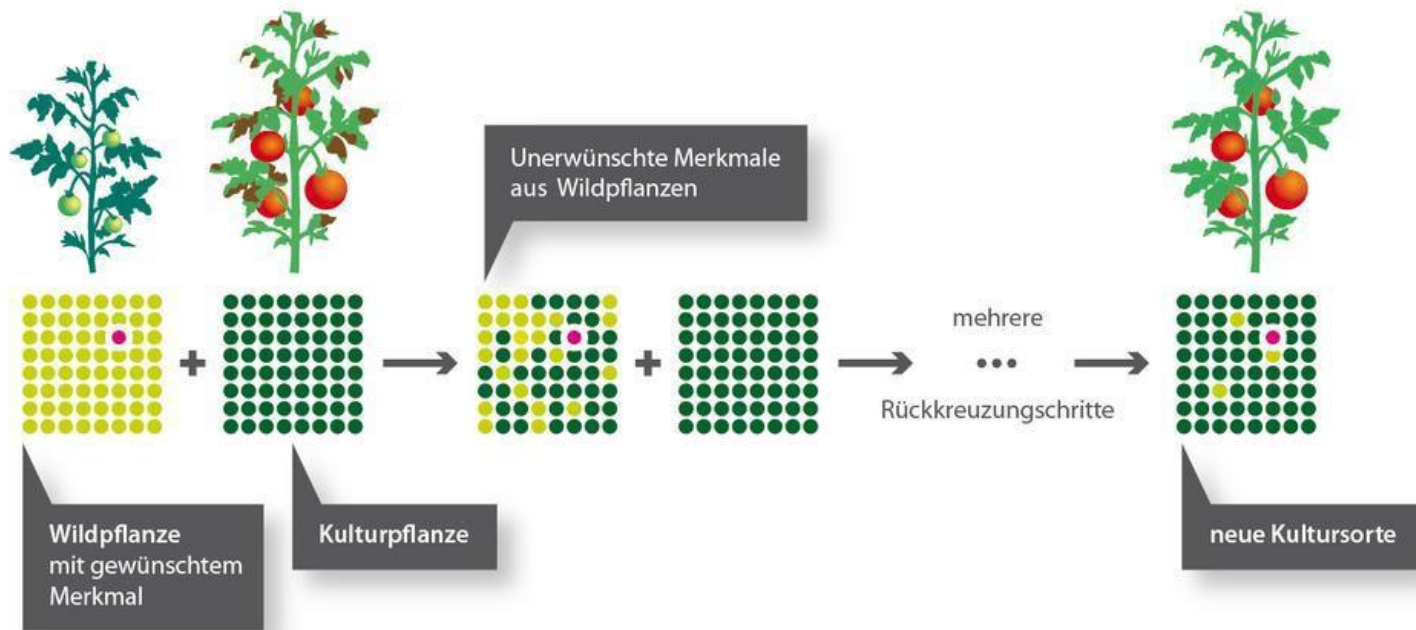 Unerwünschte Merkmale
aus Wildpflanzen
mehrere
Rückkreuzungschritte
Wildpflanze
mit gewünschtem
Merkmal
Kulturpflanze
neue Kultursorte